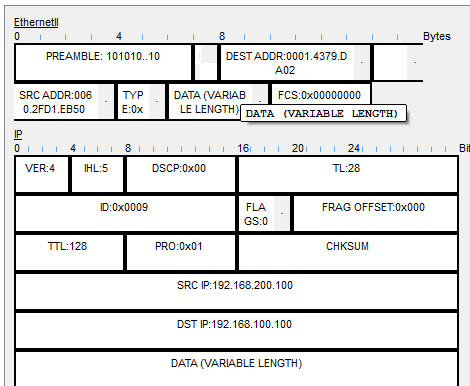 EthernetII
0 4 8 Bytes
PREAMBLE: 101010..10
DEST ADDR:0001.4379.D
A02
SRC ADDR:006
0.2FD1.EB50
TYP
E:0x
DATA (VARIAB
LE LENGTH)
FCS:0x00000000
DATA (VARIABLE LENGTH)
IP
0 4 8 16 20 24
VER:4 IHL:5 DSCP:0x00 TL:28
ID:0x0009
FLA
GS:0
FRAG OFFSET:0x000
TTL:128 PRO:0x01 CHKSUM
SRC IP:192.168.200.100
DST IP:192.168.100.100
DATA (VARIABLE LENGTH)